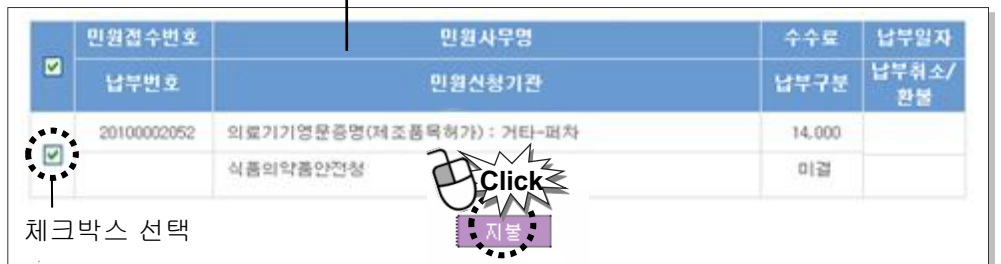 민원접수번호 민원사무명 수수료 납부일자
납부번호 민원신청기관 납부구분 납부취소/
환불
20100002052 의료기기영문증명(제조품목허가) : 거타-퍼차 14,000
식품의약품안전청 미결
Click
지불
체크박스 선택